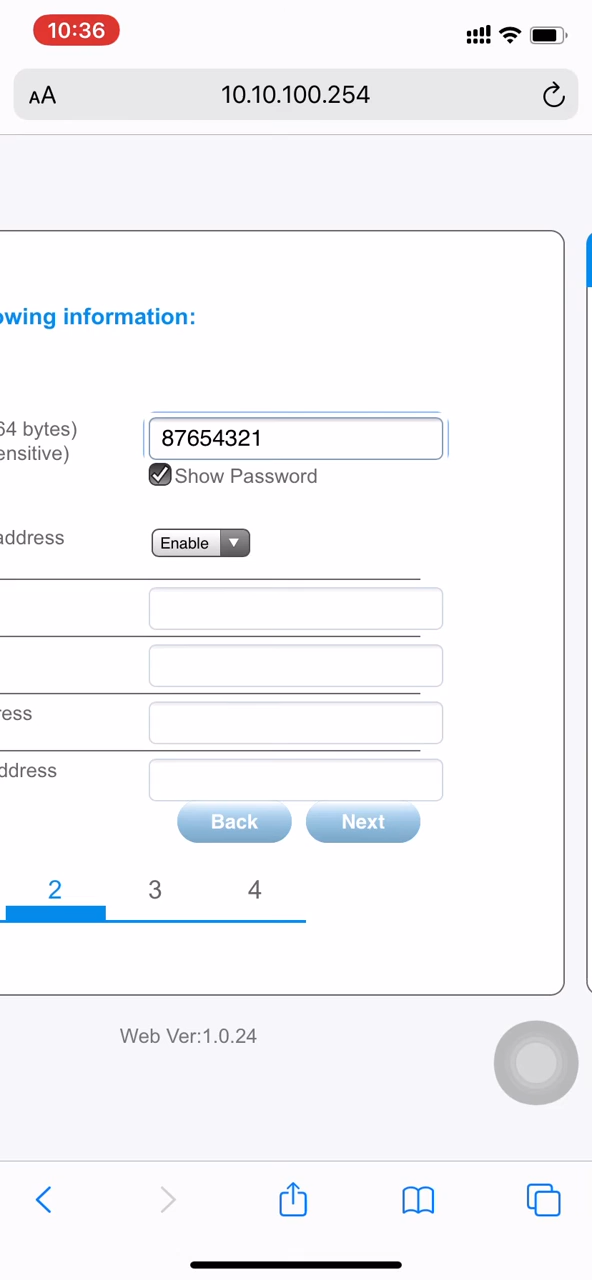 10:36
AA 10.10.100.254
owing information:
64 bytes) 87654321
ensitive)
Show Password
address Enable
ress
ddress
Back Next
2 3 4
Web Ver:1.0.24